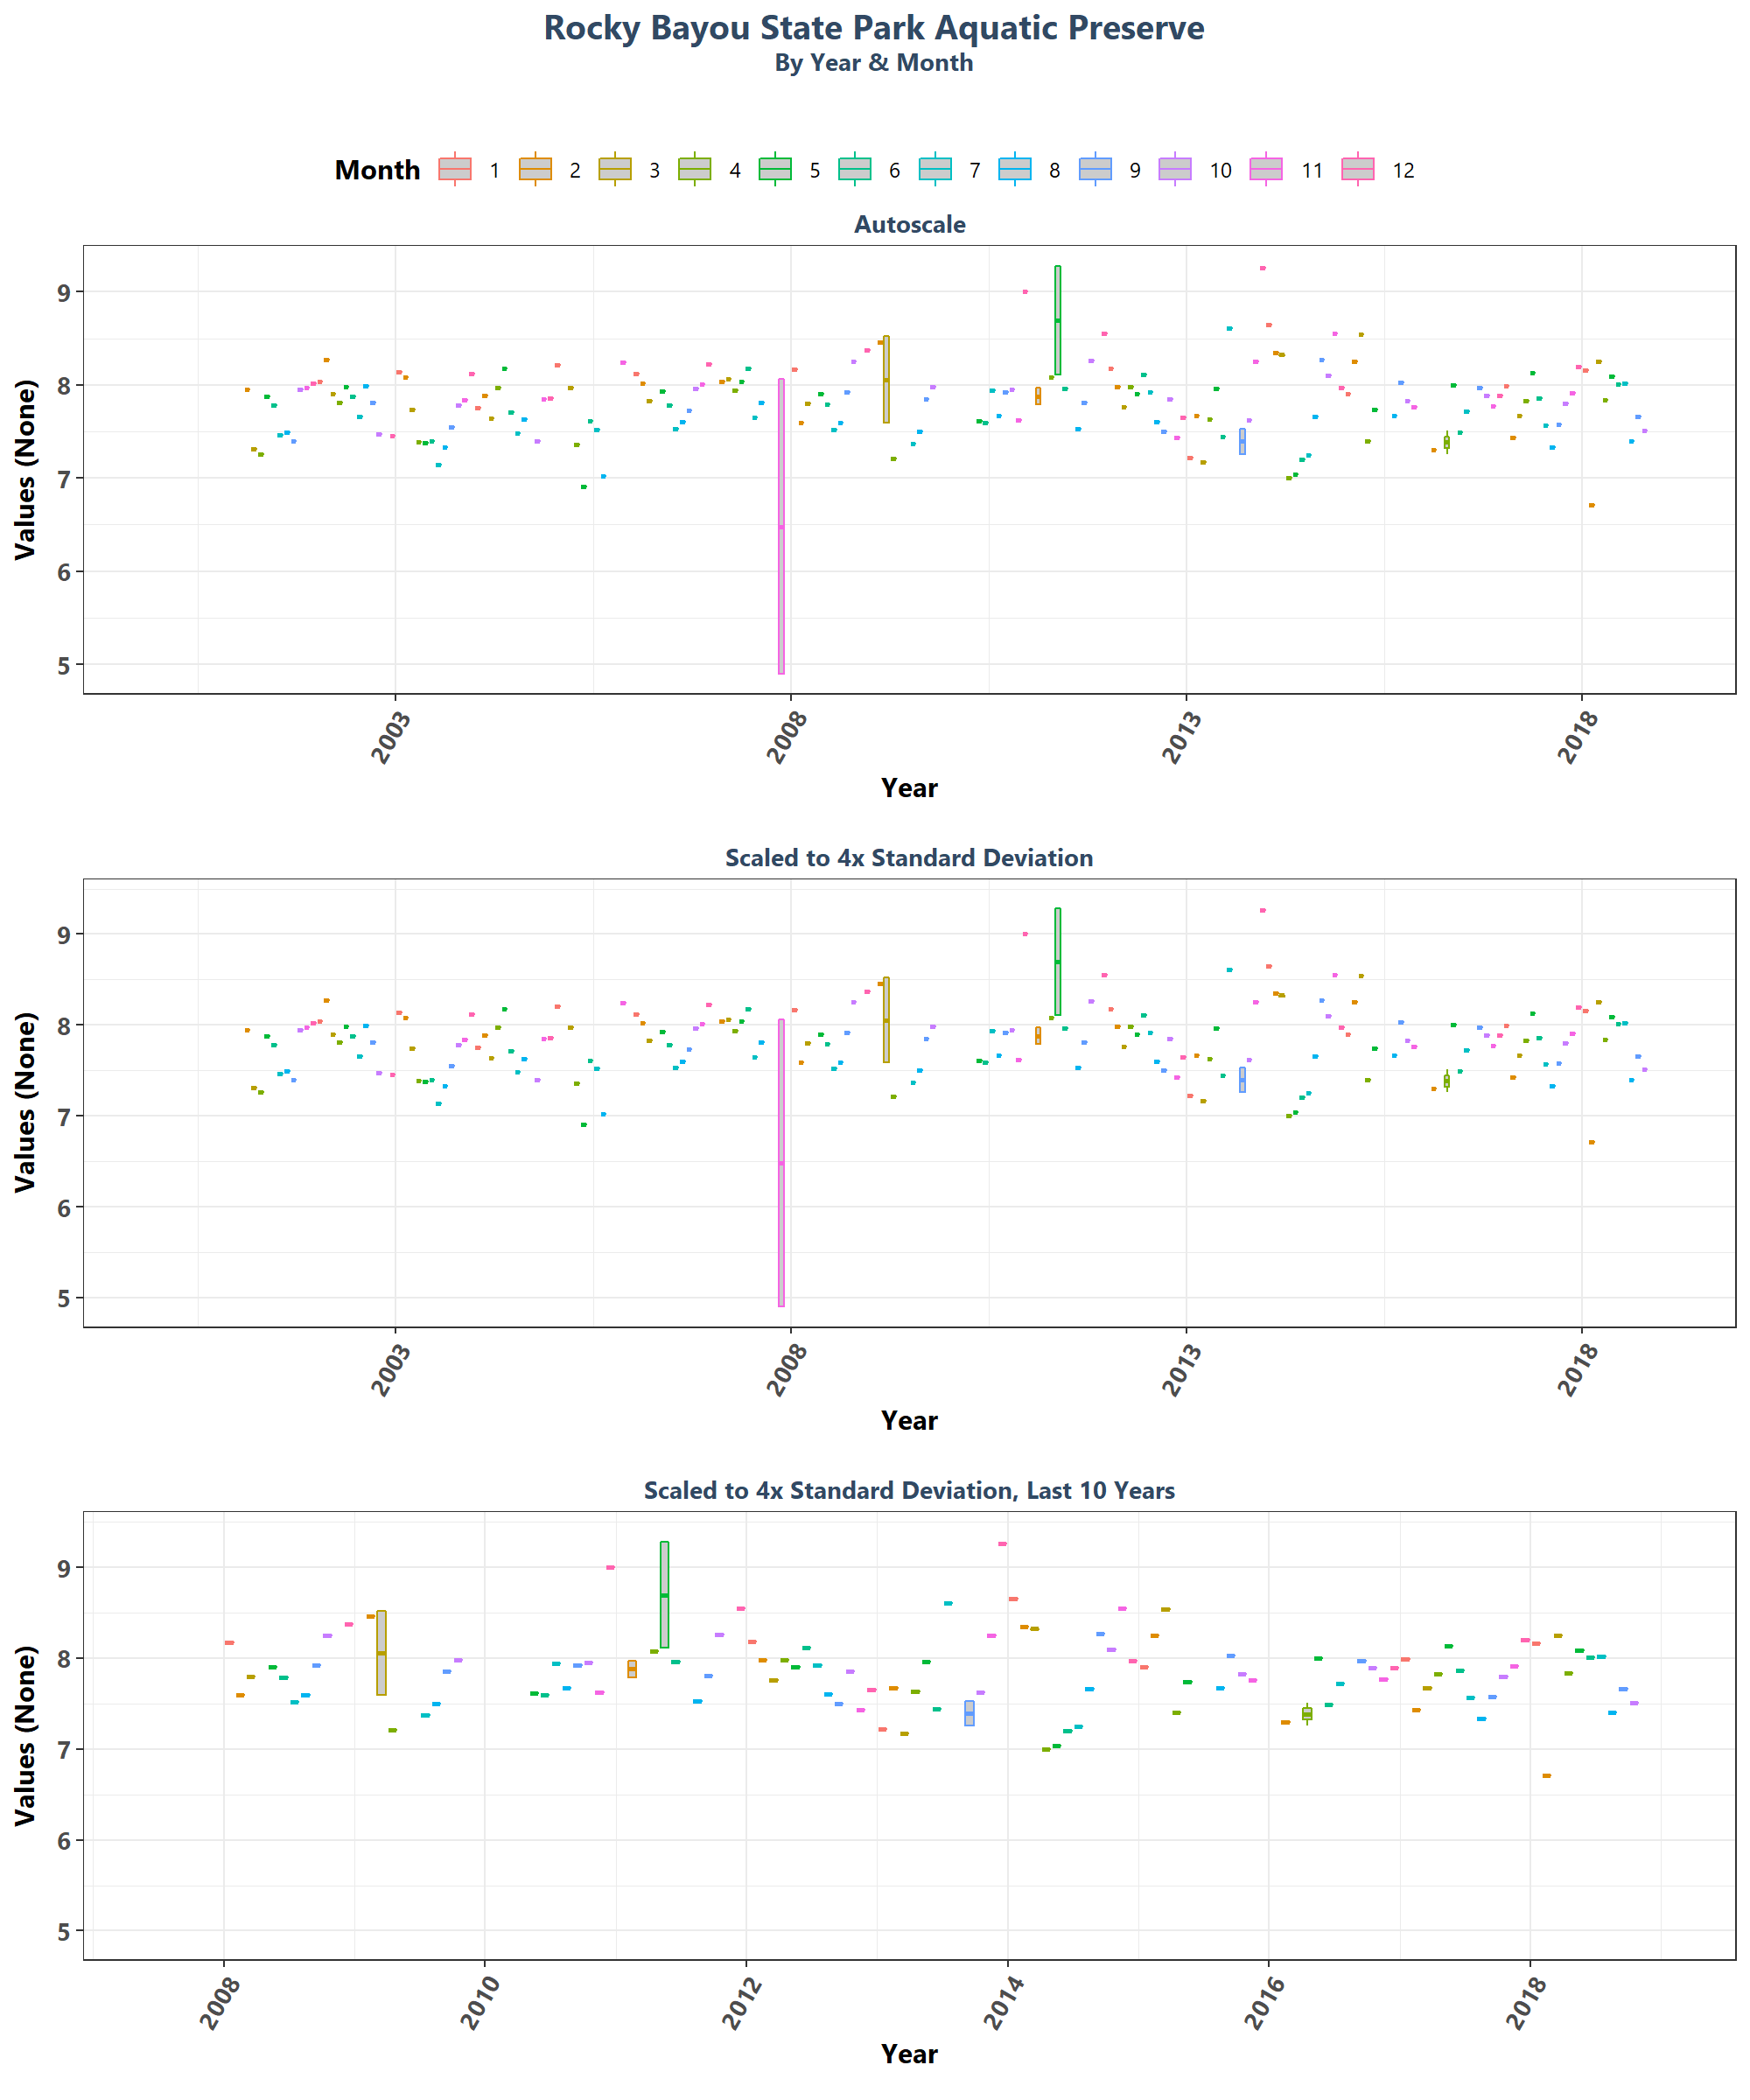 Rocky Bayou State Park Aquatic Preserve
By Year & Month
Month 1 2 3 4 5 6 7 8 9 10 11 12
Autoscale
Values (None)
9
8
7
6
5
2003 2008 2013 2018
Year
Scaled to 4x Standard Deviation
Values (None)
9
8
7
6
5
2003 2008 2013 2018
Year
Scaled to 4x Standard Deviation, Last 10 Years
Values (None)
9
8
7
6
5
2008 2010 2012 2014 2016 2018
Year